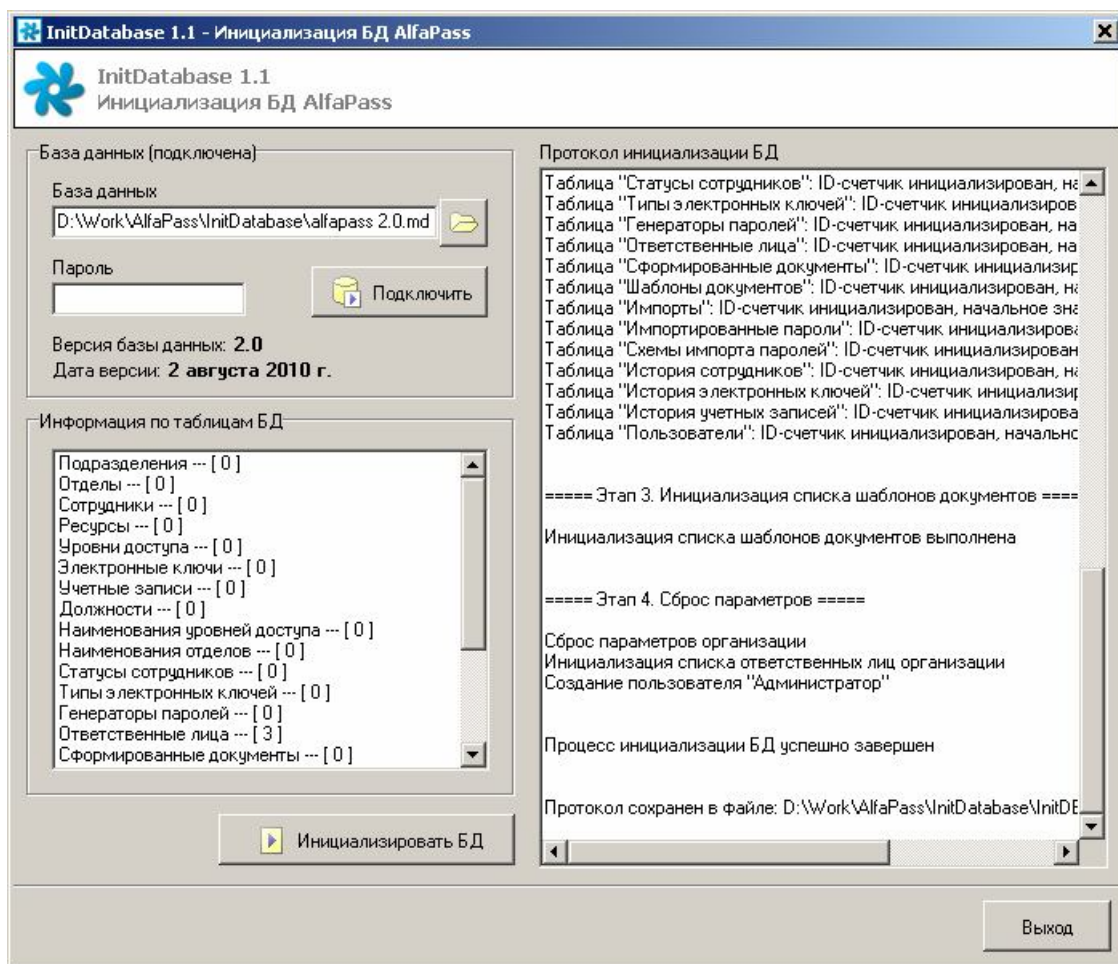 InitDatabase 1.1 - Инициализация БД AlfaPass
InitDatabase 1.1
Инициализация БД AlfaPass
База данных (подключена)
База данных
D:\Work\AlfaPass\InitDatabase\alfapass 2.0.md
Пароль
Подключить
Версия базы данных: 2.0
Дата версии: 2 августа 2010 г.
Информация по таблицам БД
Подразделения --- [ 0 ]
Отделы --- [ 0 ]
Сотрудники --- [ 0 ]
Ресурсы --- [ 0 ]
Уровни доступа --- [ 0 ]
Электронные ключи --- [ 0 ]
Учетные записи --- [ 0 ]
Должности --- [ 0 ]
Наименования уровней доступа --- [ 0 ]
Наименования отделов --- [ 0 ]
Статусы сотрудников --- [ 0 ]
Типы электронных ключей --- [ 0 ]
Генераторы паролей --- [ 0 ]
Ответственные лица --- [ 3 ]
Сформированные документы --- [ 0 ]
Инициализировать БД
Протокол инициализации БД
Таблица "Статусы сотрудников": ID-счетчик инициализирован, на
Таблица "Типы электронных ключей": ID-счетчик инициализиров
Таблица "Генераторы паролей": ID-счетчик инициализирован, на
Таблица "Ответственные лица": ID-счетчик инициализирован, на
Таблица "Сформированные документы": ID-счетчик инициализир
Таблица "Шаблоны документов": ID-счетчик инициализирован, на
Таблица "Импорты": ID-счетчик инициализирован, начальное зна
Таблица "Импортированные пароли": ID-счетчик инициализирова
Таблица "Схемы импорта паролей": ID-счетчик инициализирован
Таблица "История сотрудников": ID-счетчик инициализирован, на
Таблица "История электронных ключей": ID-счетчик инициализир
Таблица "История учетных записей": ID-счетчик инициализирова
Таблица "Пользователи": ID-счетчик инициализирован, начально
===== Этап 3. Инициализация списка шаблонов документов ====
Инициализация списка шаблонов документов выполнена
===== Этап 4. Сброс параметров =====
Сброс параметров организации
Инициализация списка ответственных лиц организации
Создание пользователя "Администратор"
Процесс инициализации БД успешно завершен
Протокол сохранен в файле: D:\Work\AlfaPass\InitDatabase\InitDB
Выход